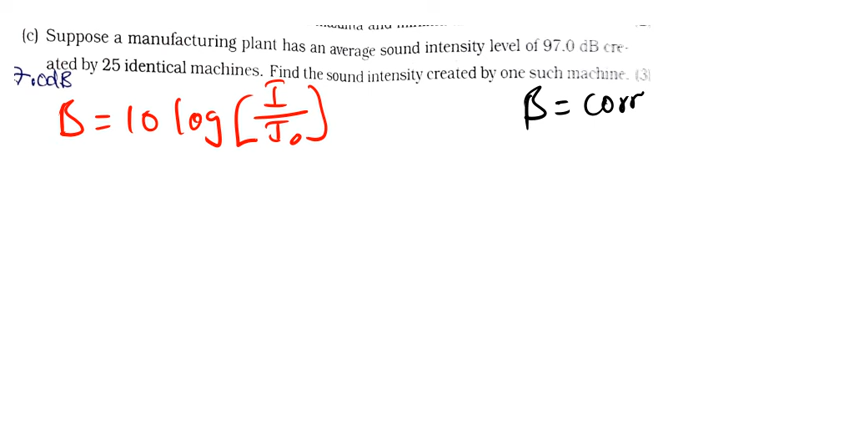 (c) Suppose a manufacturing plant has an average sound intensity level of 97.0 dB cre-
ated by 25 identical machines. Find the sound intensity created by one such machine. (3)
7.0dB
β = 10 log [ I / I₀ ]
β = corr